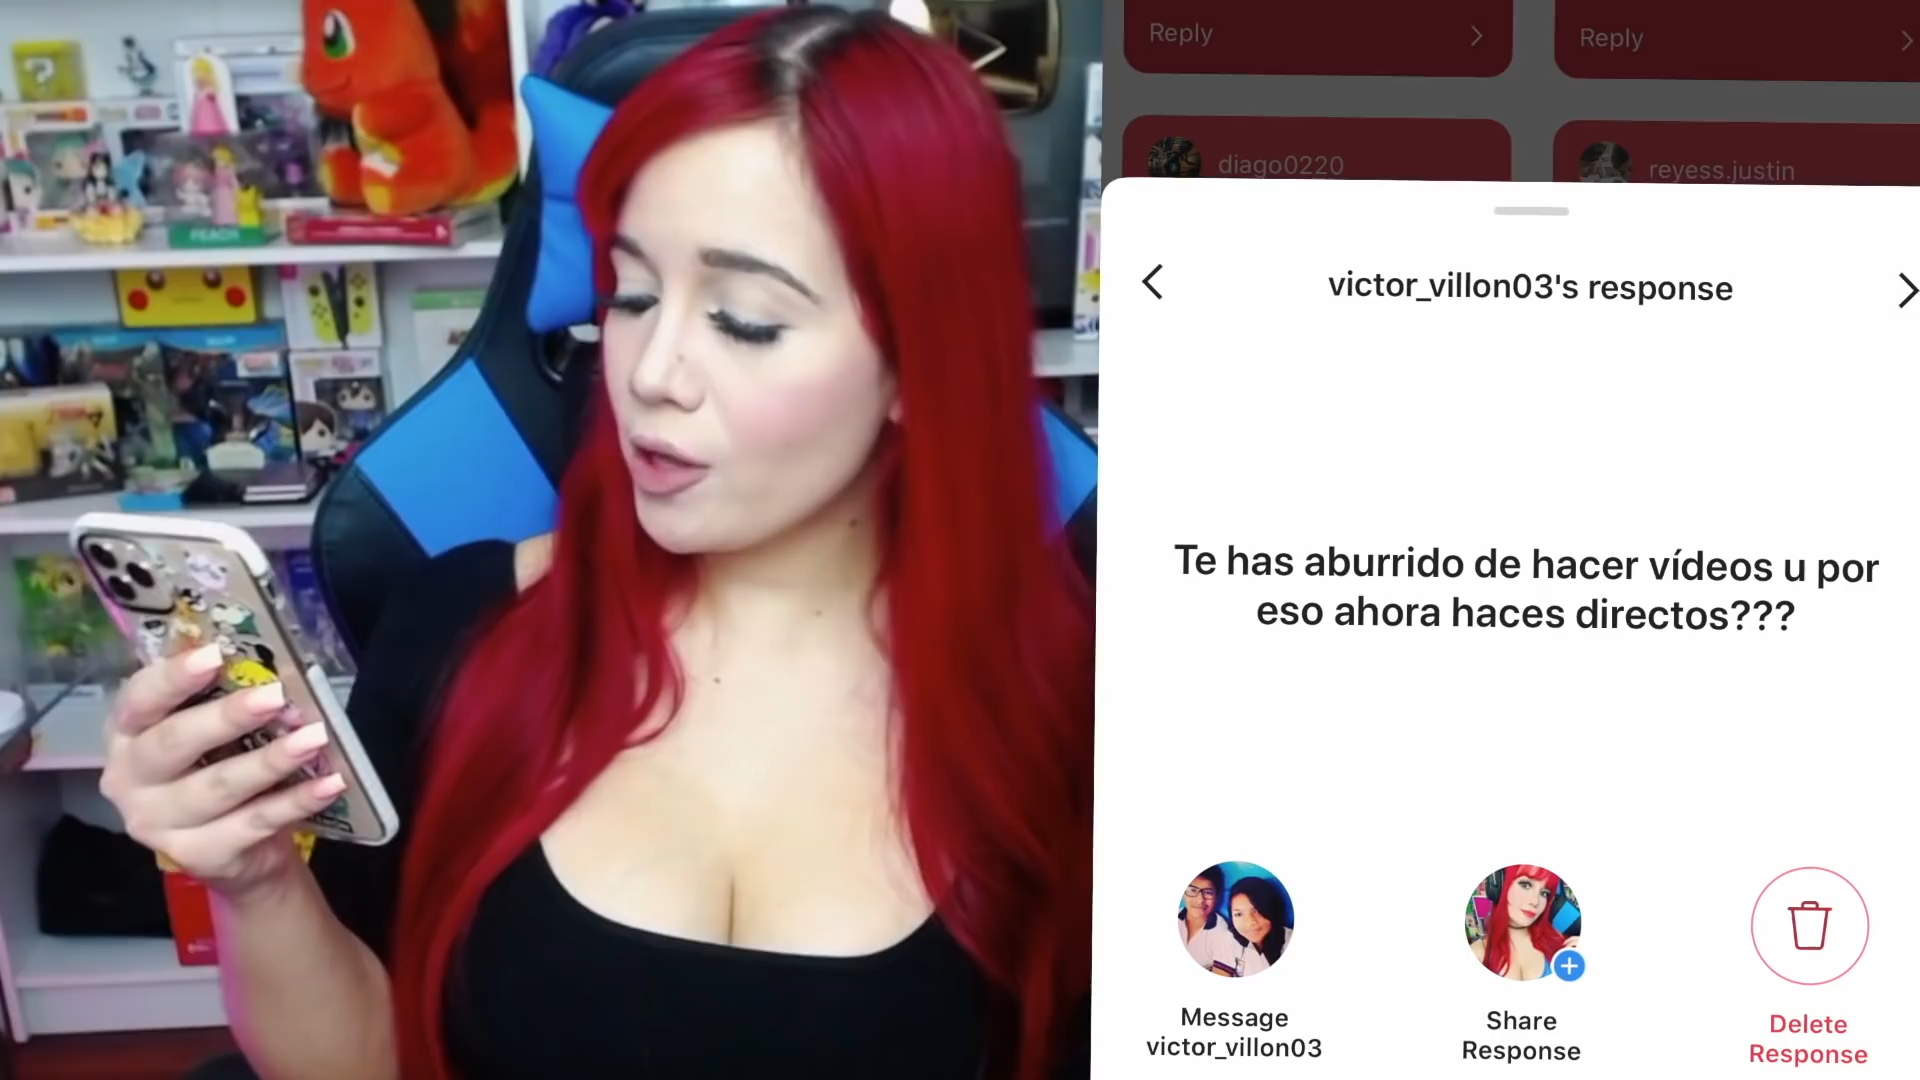 Reply
Reply
diago0220
reyess.justin
victor_villon03's response
Te has aburrido de hacer vídeos u por
eso ahora haces directos???
Message
victor_villon03
Share
Response
Delete
Response
PEACH